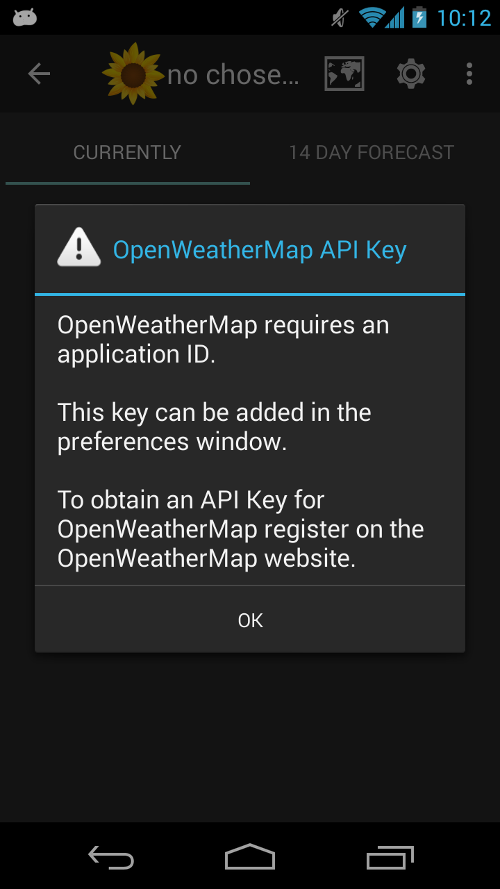 10:12
no chose...
CURRENTLY
14 DAY FORECAST
OpenWeatherMap API Key
OpenWeatherMap requires an
application ID.
This key can be added in the
preferences window.
To obtain an API Key for
OpenWeatherMap register on the
OpenWeatherMap website.
OK